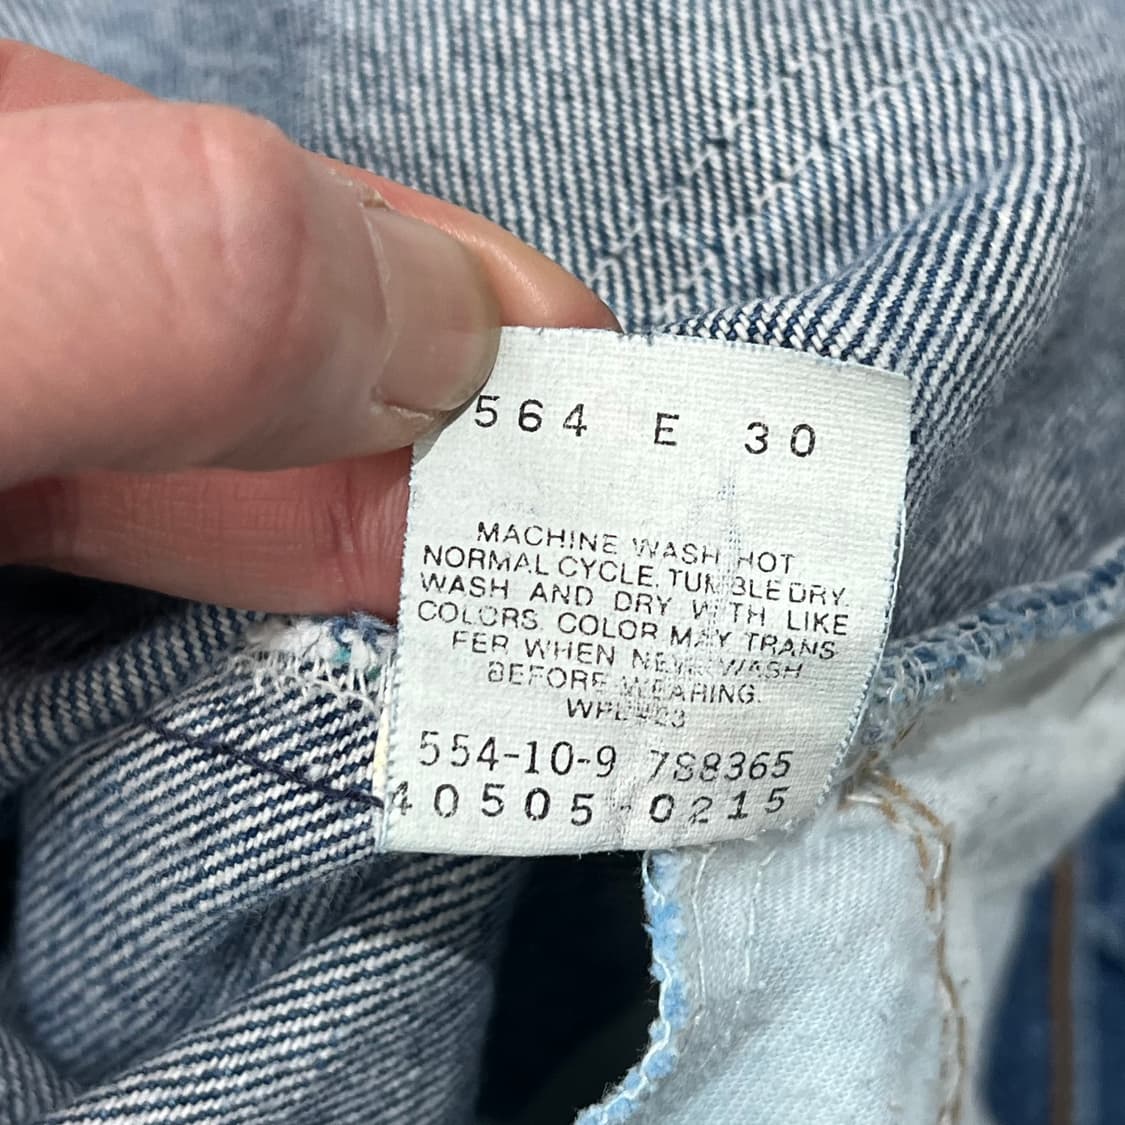 564 E 30
MACHINE WASH HOT
NORMAL CYCLE. TUMBLE DRY
WASH AND DRY WITH LIKE
COLORS. COLOR MAY TRANS
FER WHEN NEW. WASH
BEFORE WEARING.
554-10-9 788365
40505-0215